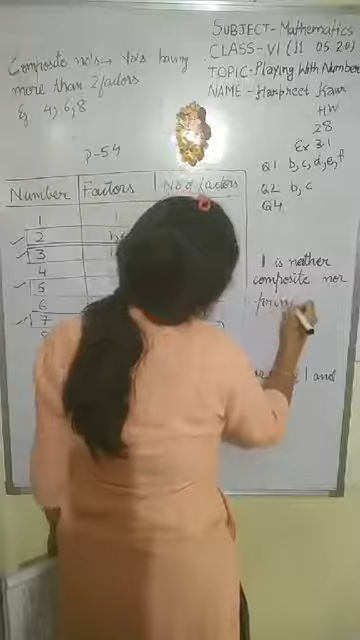 SUBJECT- Mathematics
CLASS-VI (11 05.20)
TOPIC- Playing With Number
NAME - Harpreet Kaur
Composite no's → No's having
more than 2 factors
Eg 4, 6, 8
P-54
HW
28
Ex 3.1
Q1 b, c, d, e, f
Q2 b, c
Q4
Number Factors No of factors
1 1
2
3
4
5
6
7
1 is neither
composite nor
prim
1 and